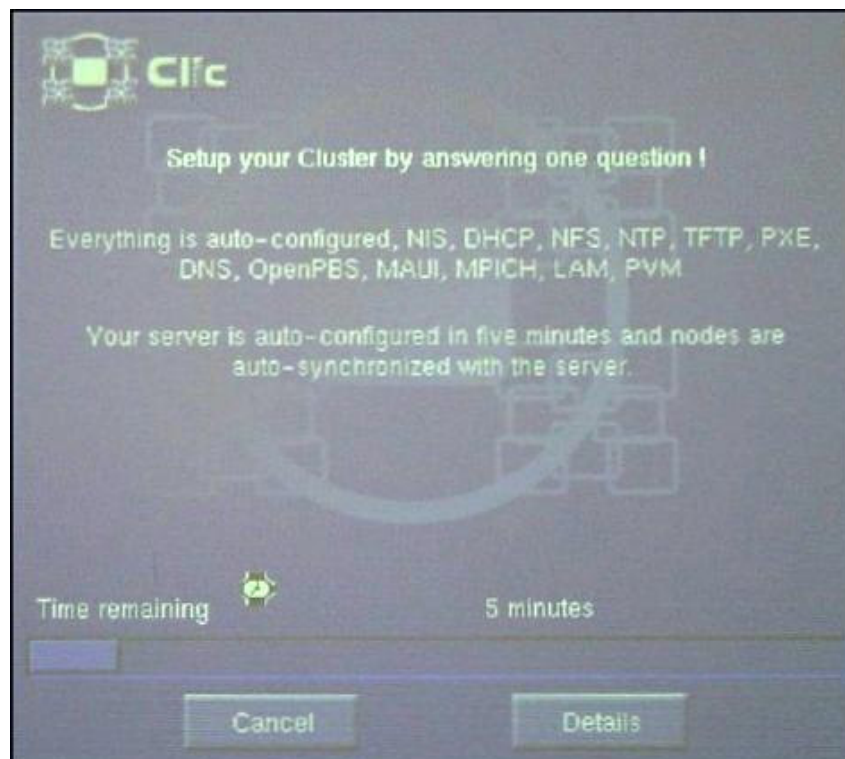 Clic
Setup your Cluster by answering one question !
Everything is auto-configured, NIS, DHCP, NFS, NTP, TFTP, PXE,
DNS, OpenPBS, MAUI, MPICH, LAM, PVM
Your server is auto-configured in five minutes and nodes are
auto-synchronized with the server.
Time remaining 5 minutes
Cancel Details